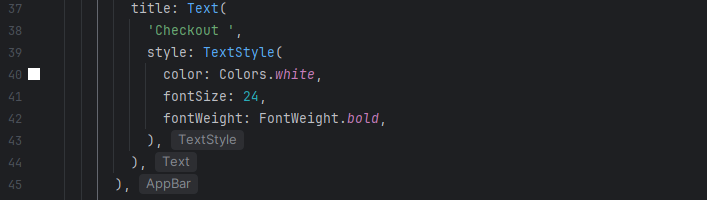 37 title: Text(
38 'Checkout ',
39 style: TextStyle(
40 color: Colors.white,
41 fontSize: 24,
42 fontWeight: FontWeight.bold,
43 ), TextStyle
44 ), Text
45 ), AppBar